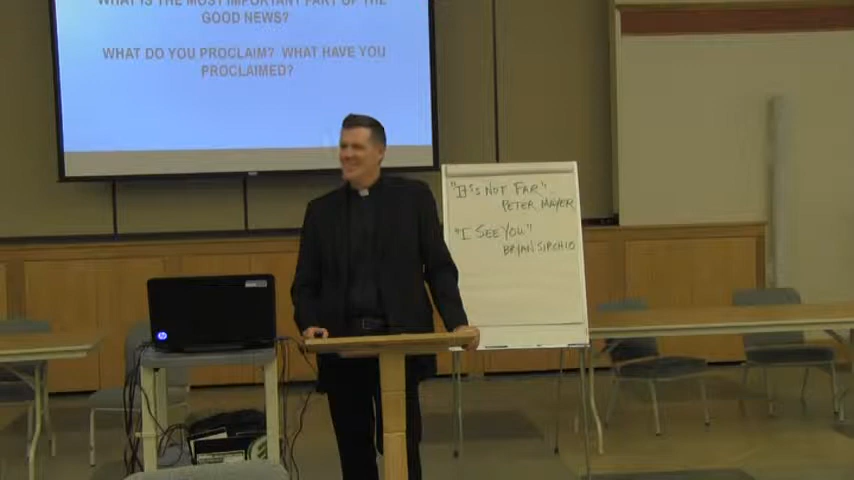 WHAT IS THE MOST IMPORTANT PART OF THE
GOOD NEWS?
WHAT DO YOU PROCLAIM? WHAT HAVE YOU
PROCLAIMED?
"IT'S NOT FAR"
PETER MAYER
"I SEE YOU"
BRYAN SIRCHIO
hp